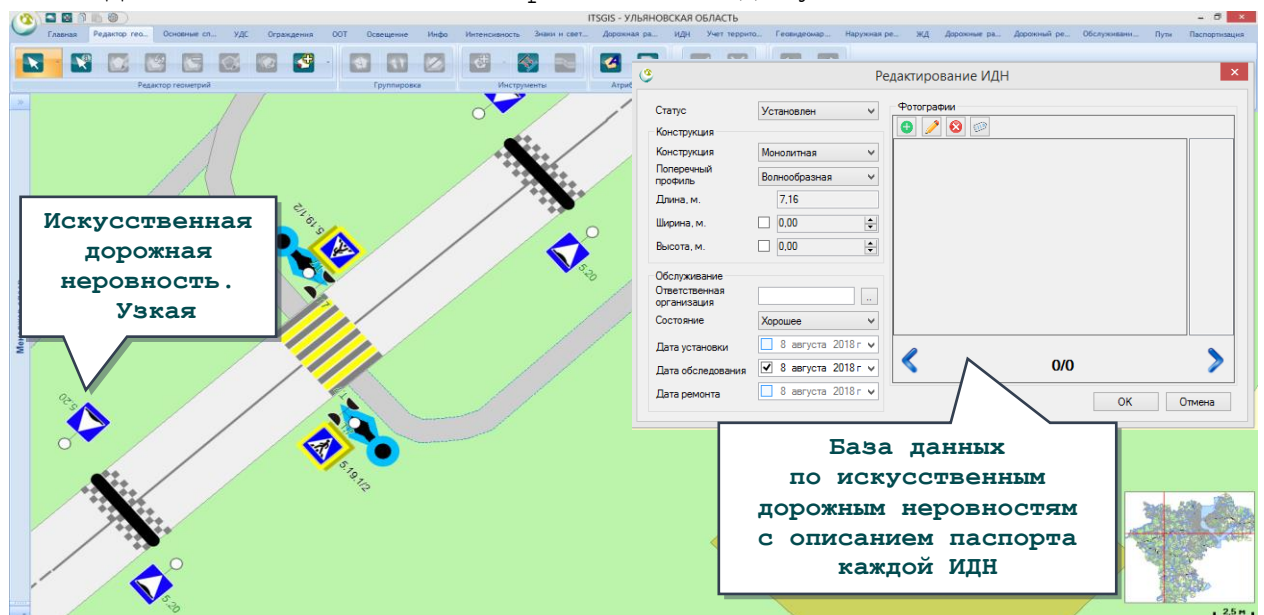 ITSGIS - УЛЬЯНОВСКАЯ ОБЛАСТЬ
Главная Редактор гео... Основные сп... УДС Ограждения ООТ Освещение Инфо Интенсивность Знаки и свет... Дорожная ра... ИДН Учет террито... Геовидеомар... Наружная ре... ЖД Дорожные ра... Дорожный ре... Обслуживани... Пути Паспортизация
Редактор геометрий Группировка Инструменты
Редактирование ИДН
Статус Установлен
Фотографии
Конструкция
Конструкция Монолитная
Поперечный
профиль Волнообразная
Длина, м. 7,16
Ширина, м. 0,00
Высота, м. 0,00
Обслуживание
Ответственная
организация ..
Состояние Хорошее
Дата установки 8 августа 2018 г
Дата обследования 8 августа 2018 г
Дата ремонта 8 августа 2018 г
0/0
OK Отмена
Искусственная
дорожная
неровность.
Узкая
5.19.1/2
5.20
5.20
5.19.1/2
5.20
База данных
по искусственным
дорожным неровностям
с описанием паспорта
каждой ИДН
2,5 м